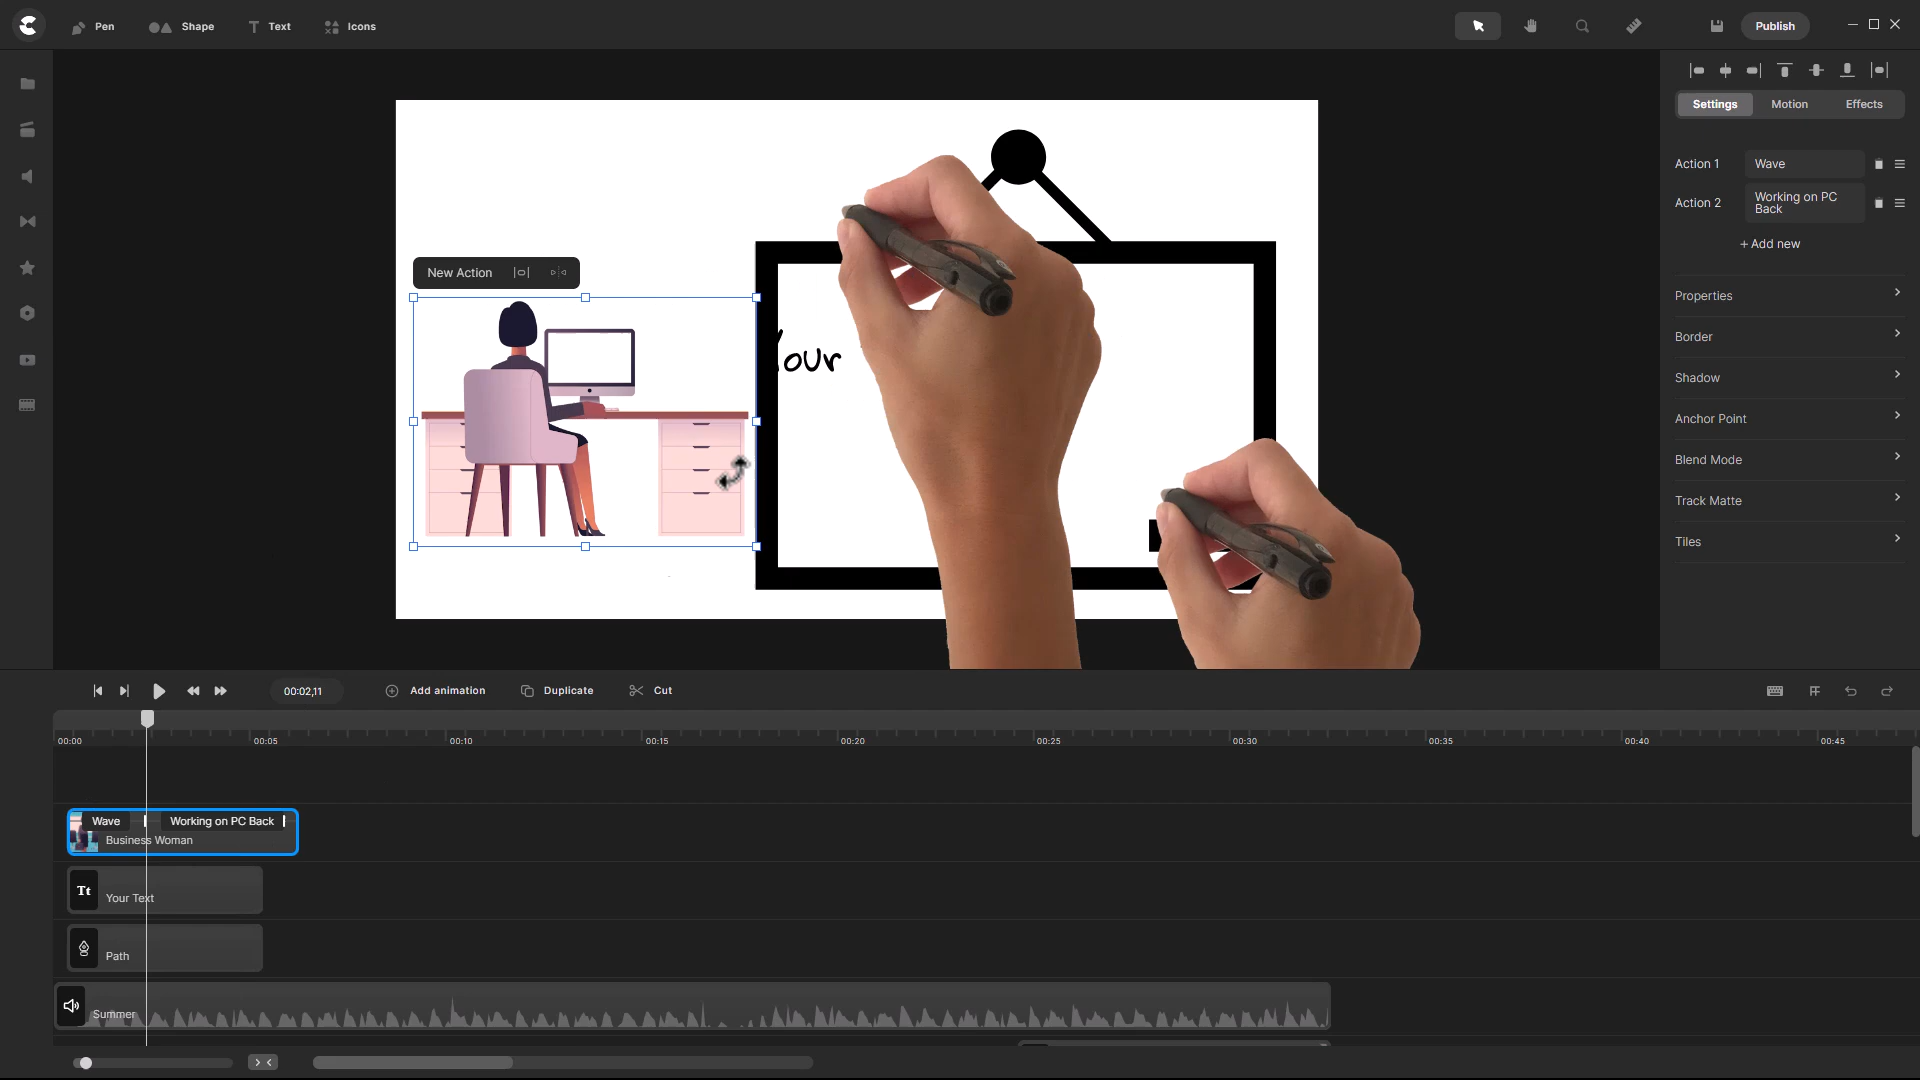 Pen
Shape
Text
Icons
Publish
Settings
Motion
Effects
Action 1
Wave
Action 2
Working on PC
Back
+ Add new
Properties
Border
Shadow
Anchor Point
Blend Mode
Track Matte
Tiles
New Action
Your
00:02,11
Add animation
Duplicate
Cut
00:00
00:05
00:10
00:15
00:20
00:25
00:30
00:35
00:40
00:45
Wave
Working on PC Back
Business Woman
Tt
Your Text
Path
Summer